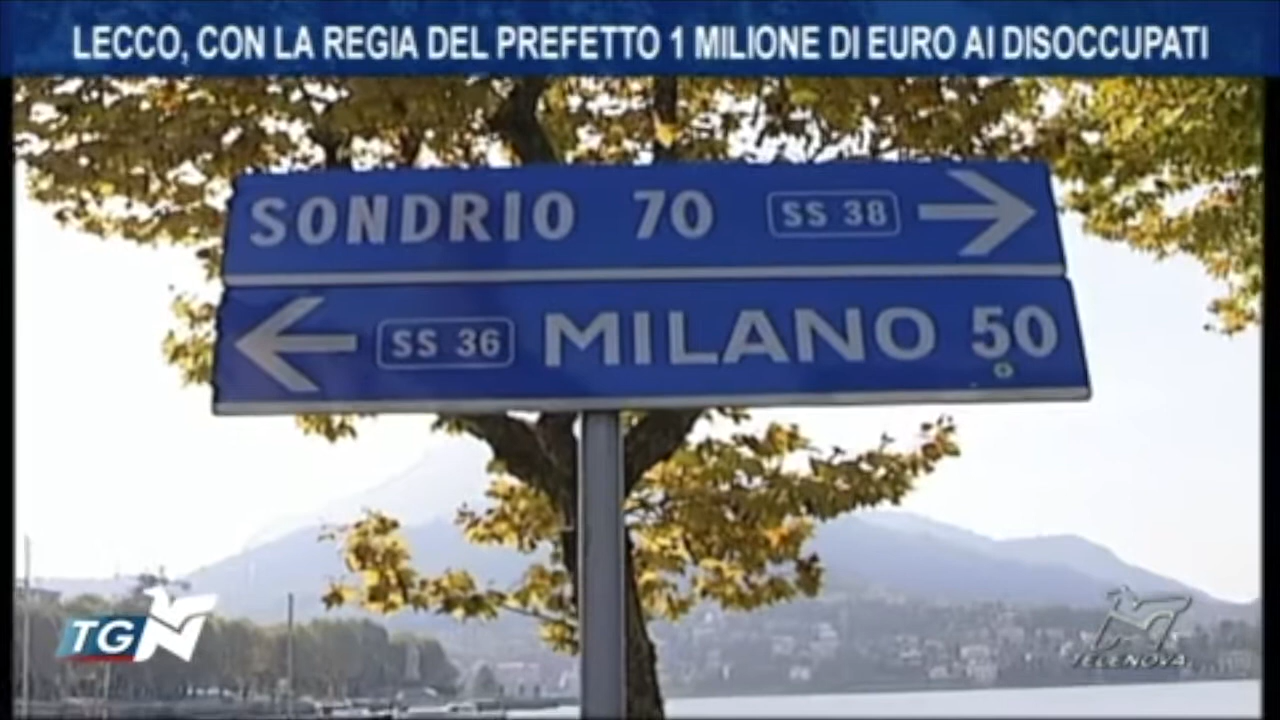 LECCO, CON LA REGIA DEL PREFETTO 1 MILIONE DI EURO AI DISOCCUPATI
SONDRIO 70 SS 38
SS 36 MILANO 50
TGN
TELENOVA